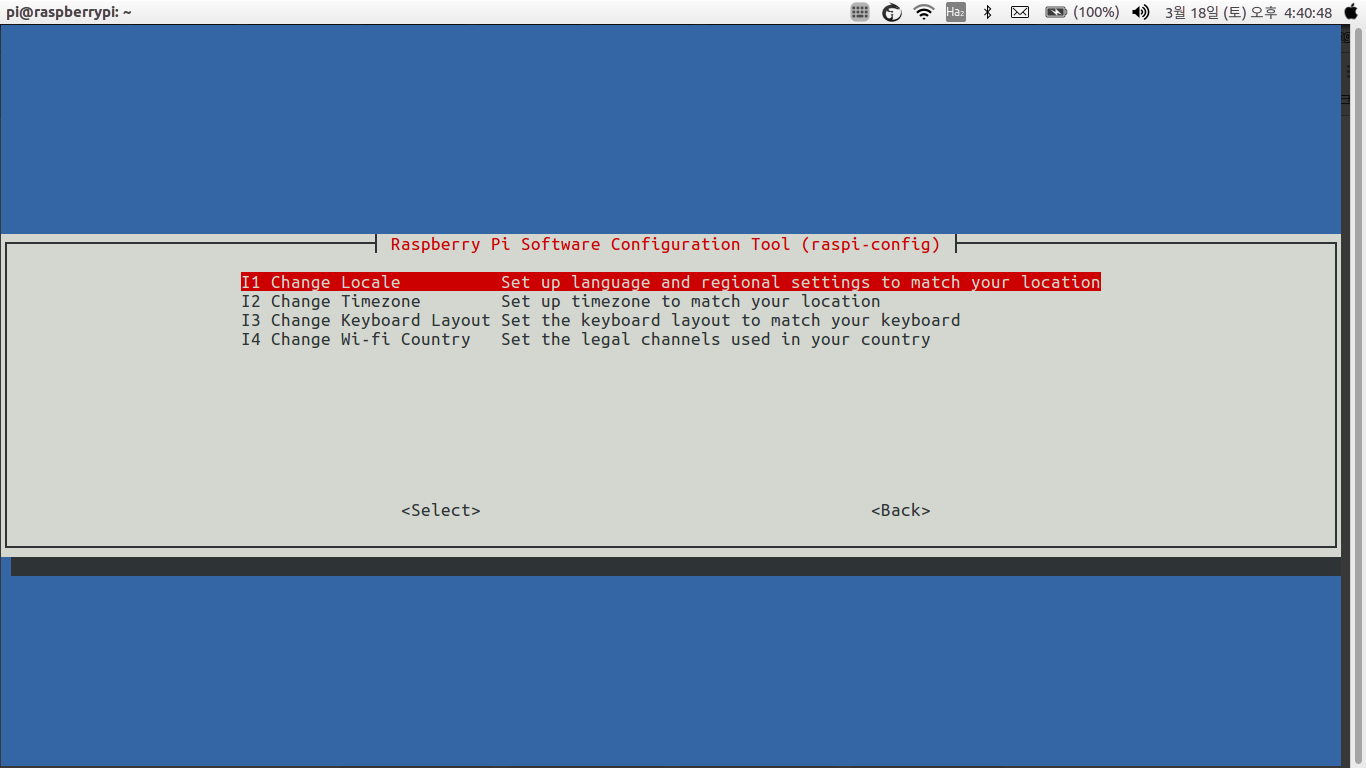 pi@raspberrypi: ~ Ha₂ (100%) 3월 18일 (토) 오후 4:40:48
Raspberry Pi Software Configuration Tool (raspi-config)
I1 Change Locale Set up language and regional settings to match your location
I2 Change Timezone Set up timezone to match your location
I3 Change Keyboard Layout Set the keyboard layout to match your keyboard
I4 Change Wi-fi Country Set the legal channels used in your country
<Select> <Back>